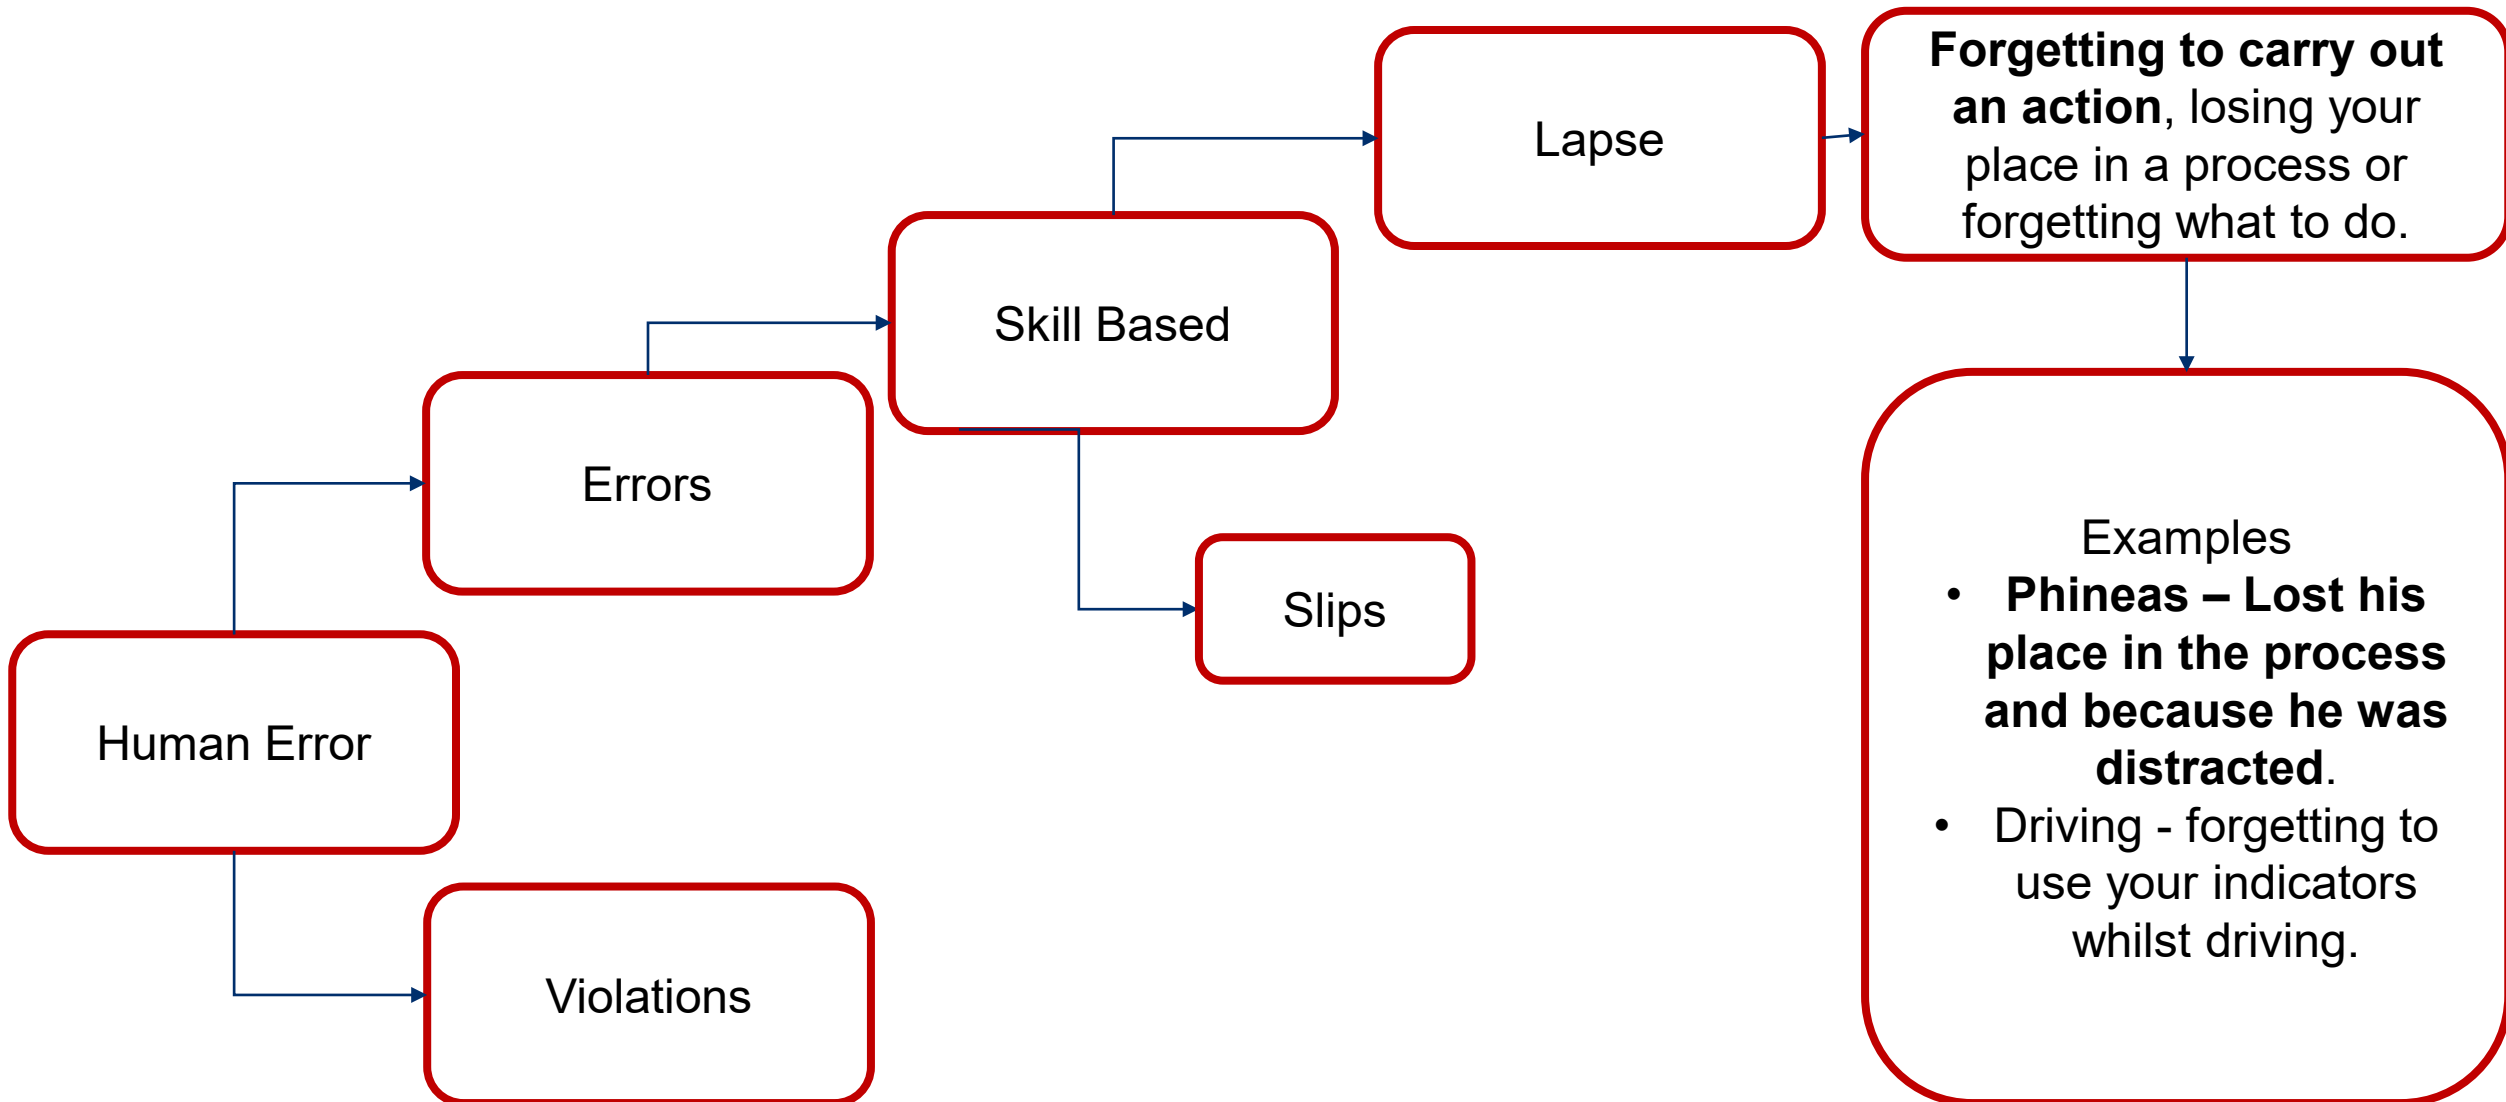 Forgetting to carry out
an action, losing your
place in a process or
forgetting what to do.
Lapse
Skill Based
Errors
Slips
Human Error
Violations
Examples
• Phineas – Lost his
place in the process
and because he was
distracted.
• Driving - forgetting to
use your indicators
whilst driving.